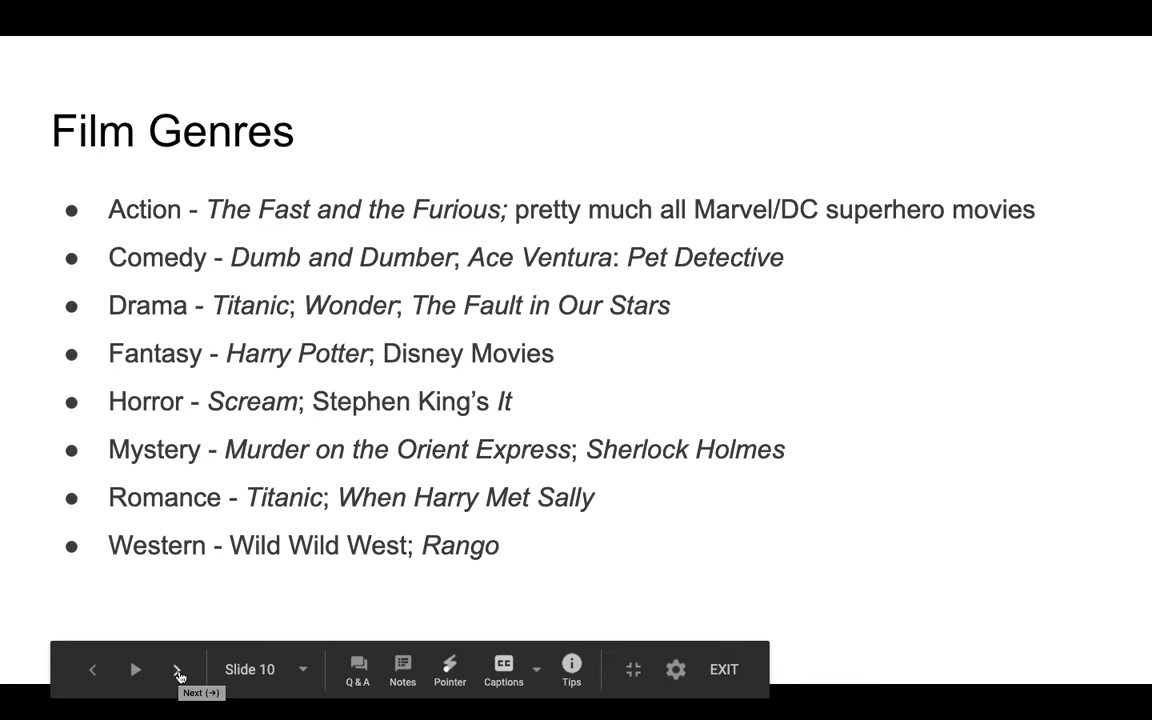 Film Genres
● Action - The Fast and the Furious; pretty much all Marvel/DC superhero movies
● Comedy - Dumb and Dumber; Ace Ventura: Pet Detective
● Drama - Titanic; Wonder; The Fault in Our Stars
● Fantasy - Harry Potter; Disney Movies
● Horror - Scream; Stephen King’s It
● Mystery - Murder on the Orient Express; Sherlock Holmes
● Romance - Titanic; When Harry Met Sally
● Western - Wild Wild West; Rango
Slide 10
Q & A Notes Pointer Captions Tips EXIT
Next (→)